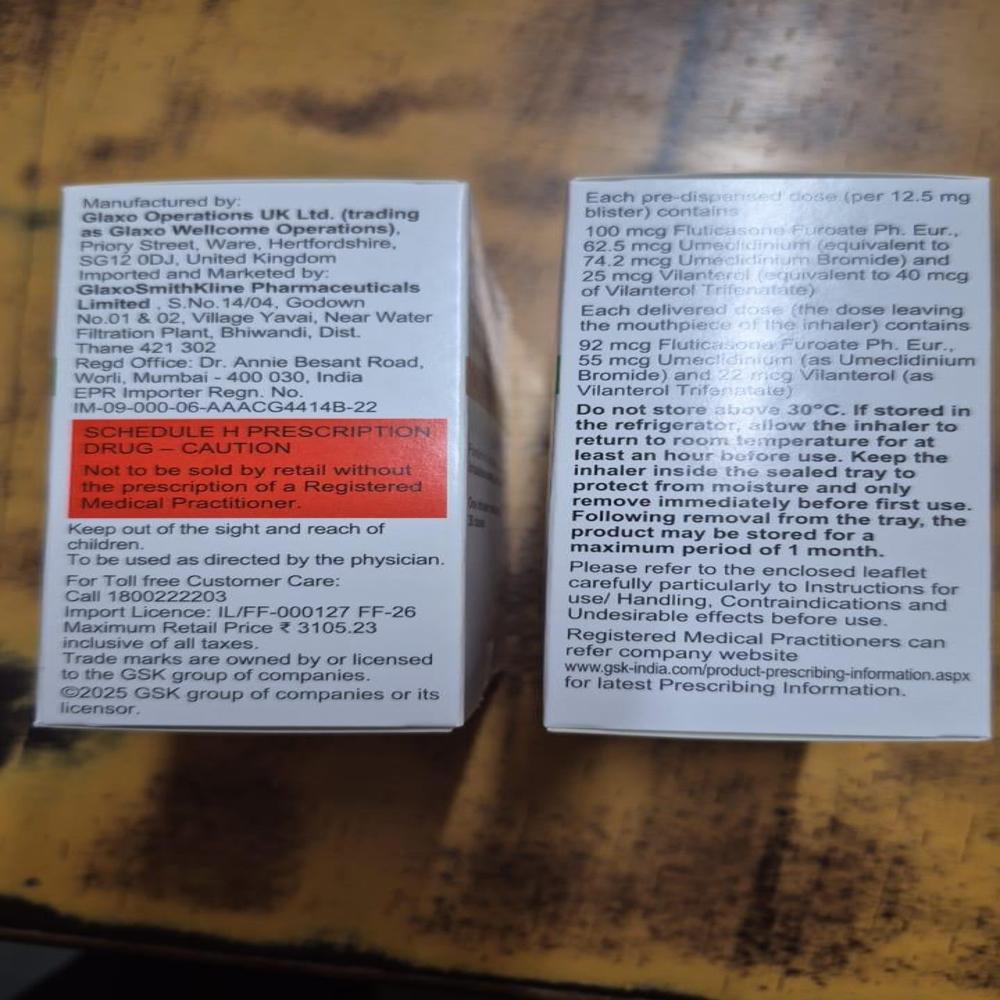 Manufactured by:
Glaxo Operations UK Ltd. (trading
as Glaxo Wellcome Operations),
Priory Street, Ware, Hertfordshire,
SG12 0DJ, United Kingdom
Imported and Marketed by:
GlaxoSmithKline Pharmaceuticals
Limited , S.No.14/04, Godown
No.01 & 02, Village Yavai, Near Water
Filtration Plant, Bhiwandi, Dist.
Thane 421 302
Regd Office: Dr. Annie Besant Road,
Worli, Mumbai - 400 030, India
EPR Importer Regn. No.
IM-09-000-06-AAACG4414B-22
SCHEDULE H PRESCRIPTION
DRUG – CAUTION
Not to be sold by retail without
the prescription of a Registered
Medical Practitioner.
Keep out of the sight and reach of
children.
To be used as directed by the physician.
For Toll free Customer Care:
Call 1800222203
Import Licence: IL/FF-000127 FF-26
Maximum Retail Price ₹ 3105.23
inclusive of all taxes.
Trade marks are owned by or licensed
to the GSK group of companies.
©2025 GSK group of companies or its
licensor.
Each pre-dispensed dose (per 12.5 mg
blister) contains
100 mcg Fluticasone Furoate Ph. Eur.,
62.5 mcg Umeclidinium (equivalent to
74.2 mcg Umeclidinium Bromide) and
25 mcg Vilanterol (equivalent to 40 mcg
of Vilanterol Trifenatate)
Each delivered dose (the dose leaving
the mouthpiece of the inhaler) contains
92 mcg Fluticasone Furoate Ph. Eur.,
55 mcg Umeclidinium (as Umeclidinium
Bromide) and 22 mcg Vilanterol (as
Vilanterol Trifenatate)
Do not store above 30°C. If stored in
the refrigerator, allow the inhaler to
return to room temperature for at
least an hour before use. Keep the
inhaler inside the sealed tray to
protect from moisture and only
remove immediately before first use.
Following removal from the tray, the
product may be stored for a
maximum period of 1 month.
Please refer to the enclosed leaflet
carefully particularly to Instructions for
use/ Handling, Contraindications and
Undesirable effects before use.
Registered Medical Practitioners can
refer company website
www.gsk-india.com/product-prescribing-information.aspx
for latest Prescribing Information.